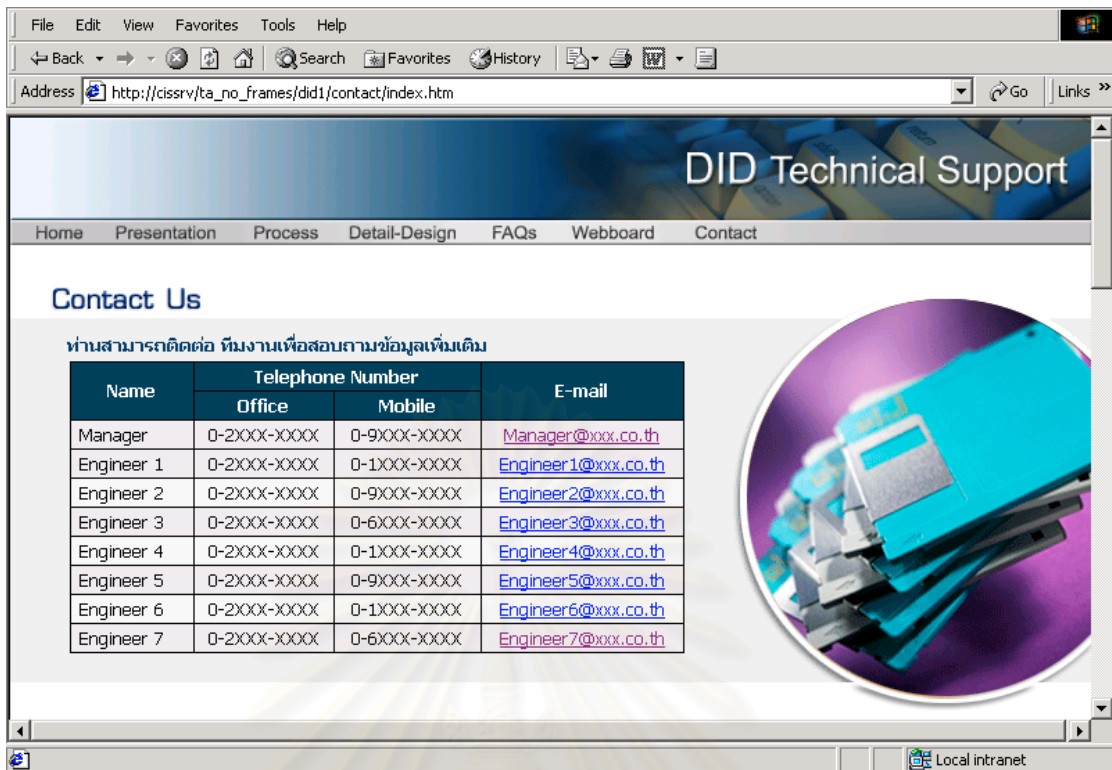 File Edit View Favorites Tools Help
Back Search Favorites History
Address http://cissrv/ta_no_frames/did1/contact/index.htm Go Links »
DID Technical Support
Home Presentation Process Detail-Design FAQs Webboard Contact
Contact Us
ท่านสามารถติดต่อ ทีมงานเพื่อสอบถามข้อมูลเพิ่มเติม
Name Telephone Number E-mail
Office Mobile
Manager 0-2XXX-XXXX 0-9XXX-XXXX Manager@xxx.co.th
Engineer 1 0-2XXX-XXXX 0-1XXX-XXXX Engineer1@xxx.co.th
Engineer 2 0-2XXX-XXXX 0-9XXX-XXXX Engineer2@xxx.co.th
Engineer 3 0-2XXX-XXXX 0-6XXX-XXXX Engineer3@xxx.co.th
Engineer 4 0-2XXX-XXXX 0-1XXX-XXXX Engineer4@xxx.co.th
Engineer 5 0-2XXX-XXXX 0-9XXX-XXXX Engineer5@xxx.co.th
Engineer 6 0-2XXX-XXXX 0-1XXX-XXXX Engineer6@xxx.co.th
Engineer 7 0-2XXX-XXXX 0-6XXX-XXXX Engineer7@xxx.co.th
Local intranet